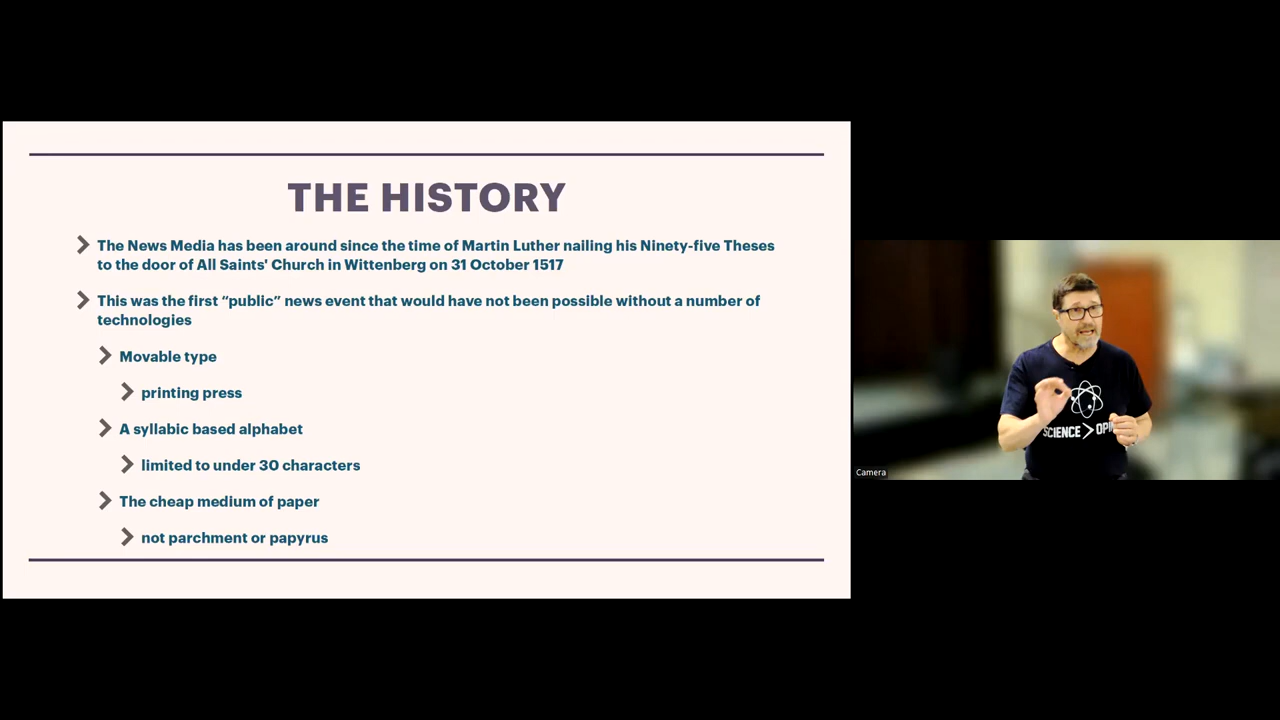 THE HISTORY
The News Media has been around since the time of Martin Luther nailing his Ninety-five Theses
to the door of All Saints' Church in Wittenberg on 31 October 1517
This was the first “public” news event that would have not been possible without a number of
technologies
Movable type
printing press
A syllabic based alphabet
limited to under 30 characters
The cheap medium of paper
not parchment or papyrus
SCIENCE >
Camera